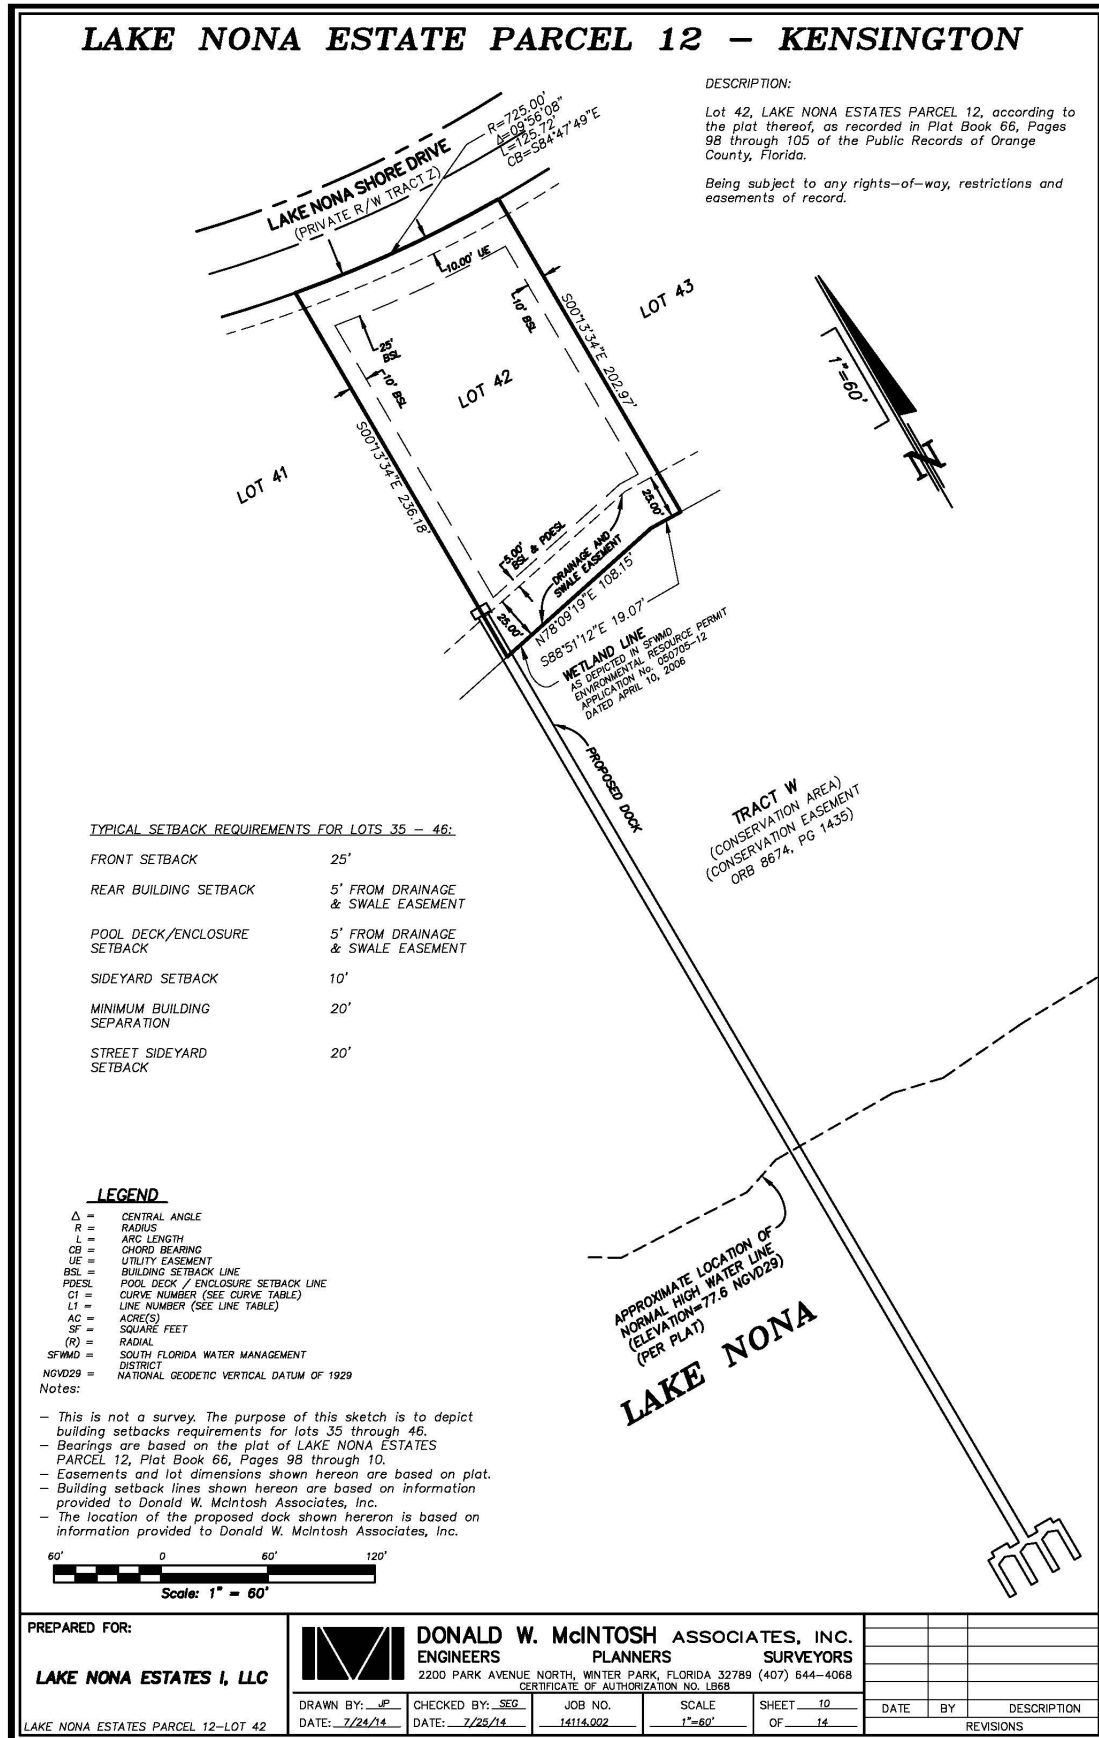 LAKE NONA ESTATE PARCEL 12 – KENSINGTON
DESCRIPTION:
Lot 42, LAKE NONA ESTATES PARCEL 12, according to
the plat thereof, as recorded in Plat Book 66, Pages
98 through 105 of the Public Records of Orange
County, Florida.
Being subject to any rights-of-way, restrictions and
easements of record.
R=725.00'
Δ=09°56'08"
L=125.72'
CB=S84°47'49"E
LAKE NONA SHORE DRIVE
(PRIVATE R/W TRACT Z)
10.00' UE
10' BSL
25'
BSL
10' BSL
LOT 43
S00°13'34"E 202.97'
LOT 42
LOT 41
S00°13'34"E 236.18'
1"=60'
N
25.00'
5.00'
BSL & PDESL
DRAINAGE AND
SWALE EASEMENT
25.00'
N78°09'19"E 108.15'
S88°51'12"E 19.07'
WETLAND LINE
AS DEPICTED IN SFWMD
ENVIRONMENTAL RESOURCE PERMIT
APPLICATION No. 050705-12
DATED APRIL 10, 2006
PROPOSED DOCK
TRACT W
(CONSERVATION AREA)
(CONSERVATION EASEMENT
ORB 8674, PG 1435)
TYPICAL SETBACK REQUIREMENTS FOR LOTS 35 – 46:
FRONT SETBACK 25'
REAR BUILDING SETBACK 5' FROM DRAINAGE
& SWALE EASEMENT
POOL DECK/ENCLOSURE 5' FROM DRAINAGE
SETBACK & SWALE EASEMENT
SIDEYARD SETBACK 10'
MINIMUM BUILDING 20'
SEPARATION
STREET SIDEYARD 20'
SETBACK
APPROXIMATE LOCATION OF
NORMAL HIGH WATER LINE
(ELEVATION=77.6 NGVD29)
(PER PLAT)
LAKE NONA
LEGEND
Δ = CENTRAL ANGLE
R = RADIUS
L = ARC LENGTH
CB = CHORD BEARING
UE = UTILITY EASEMENT
BSL = BUILDING SETBACK LINE
PDESL POOL DECK / ENCLOSURE SETBACK LINE
C1 = CURVE NUMBER (SEE CURVE TABLE)
L1 = LINE NUMBER (SEE LINE TABLE)
AC = ACRE(S)
SF = SQUARE FEET
(R) = RADIAL
SFWMD = SOUTH FLORIDA WATER MANAGEMENT
DISTRICT
NGVD29 = NATIONAL GEODETIC VERTICAL DATUM OF 1929
Notes:
– This is not a survey. The purpose of this sketch is to depict
building setbacks requirements for lots 35 through 46.
– Bearings are based on the plat of LAKE NONA ESTATES
PARCEL 12, Plat Book 66, Pages 98 through 10.
– Easements and lot dimensions shown hereon are based on plat.
– Building setback lines shown hereon are based on information
provided to Donald W. McIntosh Associates, Inc.
– The location of the proposed dock shown hereron is based on
information provided to Donald W. McIntosh Associates, Inc.
60' 0 60' 120'
Scale: 1" = 60'
PREPARED FOR:
LAKE NONA ESTATES I, LLC
LAKE NONA ESTATES PARCEL 12-LOT 42
DONALD W. McINTOSH ASSOCIATES, INC.
ENGINEERS PLANNERS SURVEYORS
2200 PARK AVENUE NORTH, WINTER PARK, FLORIDA 32789 (407) 644-4068
CERTIFICATE OF AUTHORIZATION NO. LB68
DRAWN BY: JP CHECKED BY: SEG JOB NO. SCALE SHEET 10
DATE: 7/24/14 DATE: 7/25/14 14114.002 1"=60' OF 14
DATE BY DESCRIPTION
REVISIONS